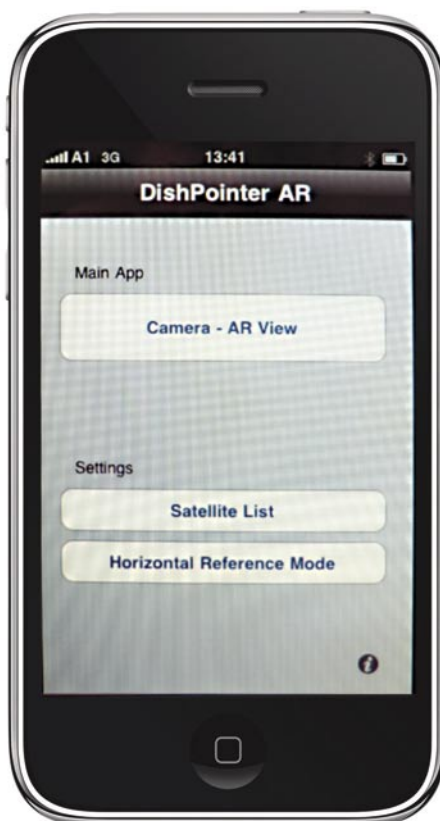 A1 3G 13:41
DishPointer AR
Main App
Camera - AR View
Settings
Satellite List
Horizontal Reference Mode
i